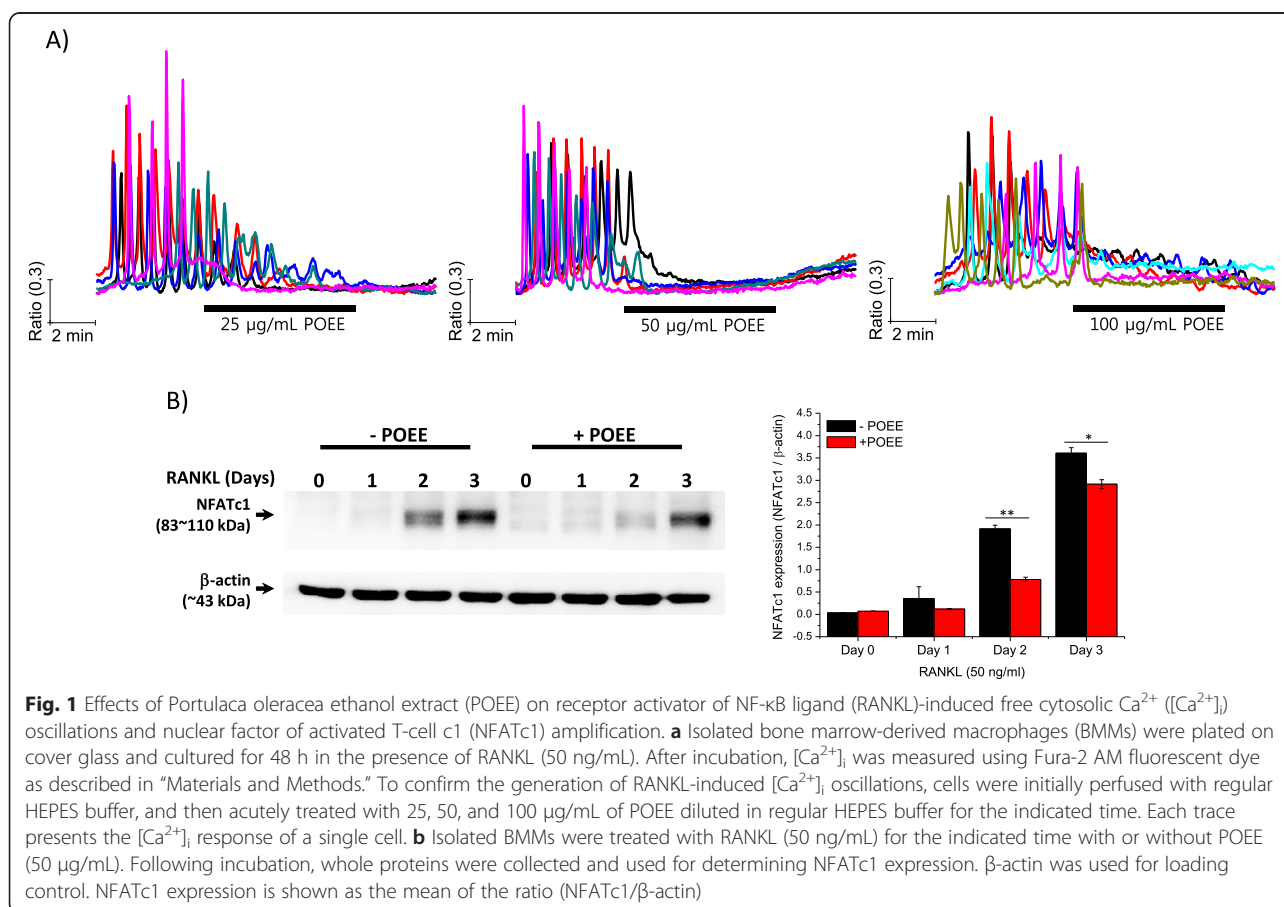 A)
Ratio (0.3)
2 min
25 µg/mL POEE
Ratio (0.3)
2 min
50 µg/mL POEE
Ratio (0.3)
2 min
100 µg/mL POEE
B)
- POEE
+ POEE
RANKL (Days)
0 1 2 3 0 1 2 3
NFATc1
(83~110 kDa)
β-actin
(~43 kDa)
NFATc1 expression (NFATc1 / β-actin)
4.5
4.0
3.5
3.0
2.5
2.0
1.5
1.0
0.5
0.0
-0.5
- POEE
+POEE
**
*
Day 0 Day 1 Day 2 Day 3
RANKL (50 ng/ml)
Fig. 1 Effects of Portulaca oleracea ethanol extract (POEE) on receptor activator of NF-κB ligand (RANKL)-induced free cytosolic Ca²⁺ ([Ca²⁺]ᵢ)
oscillations and nuclear factor of activated T-cell c1 (NFATc1) amplification. a Isolated bone marrow-derived macrophages (BMMs) were plated on
cover glass and cultured for 48 h in the presence of RANKL (50 ng/mL). After incubation, [Ca²⁺]ᵢ was measured using Fura-2 AM fluorescent dye
as described in “Materials and Methods.” To confirm the generation of RANKL-induced [Ca²⁺]ᵢ oscillations, cells were initially perfused with regular
HEPES buffer, and then acutely treated with 25, 50, and 100 µg/mL of POEE diluted in regular HEPES buffer for the indicated time. Each trace
presents the [Ca²⁺]ᵢ response of a single cell. b Isolated BMMs were treated with RANKL (50 ng/mL) for the indicated time with or without POEE
(50 µg/mL). Following incubation, whole proteins were collected and used for determining NFATc1 expression. β-actin was used for loading
control. NFATc1 expression is shown as the mean of the ratio (NFATc1/β-actin)